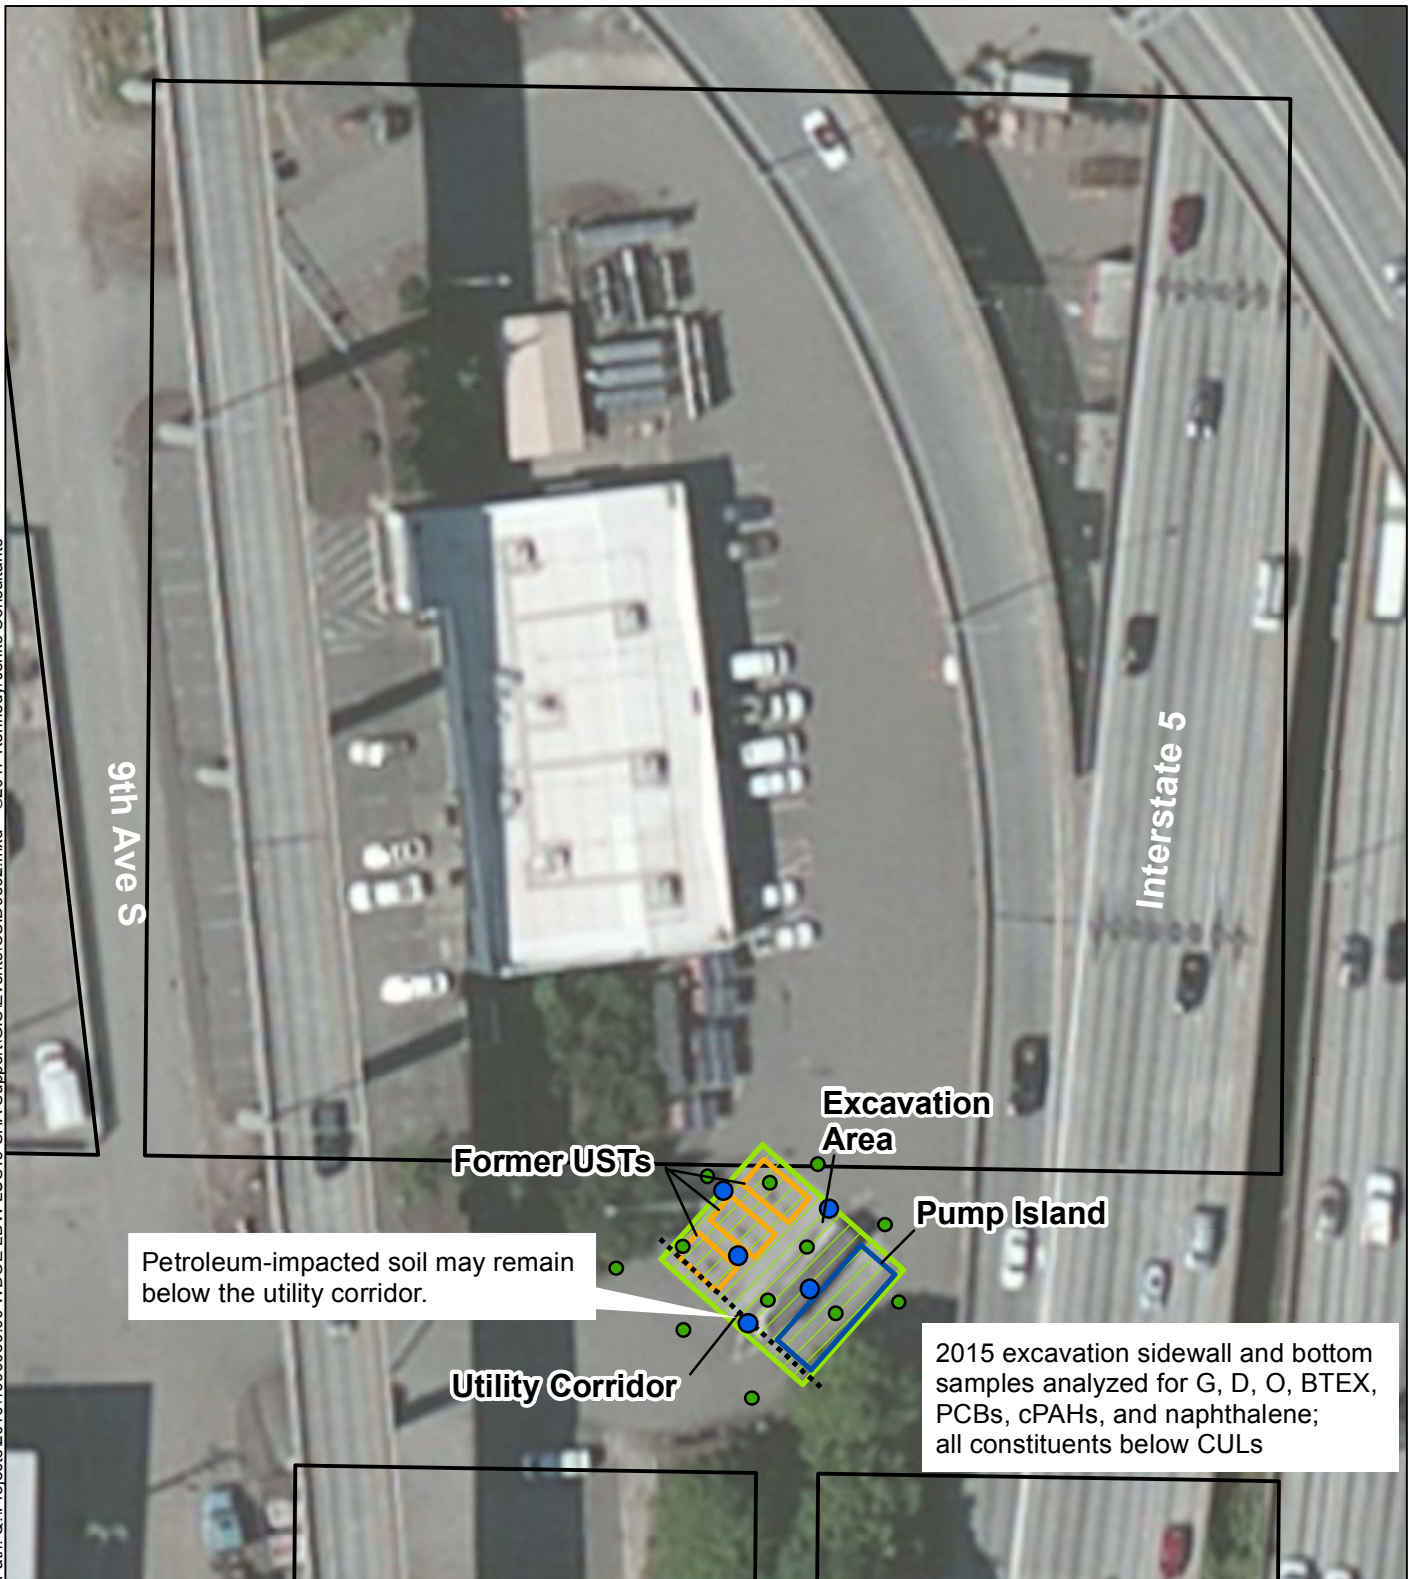 9th Ave S
Interstate 5
Excavation
Area
Former USTs
Pump Island
Petroleum-impacted soil may remain
below the utility corridor.
Utility Corridor
2015 excavation sidewall and bottom
samples analyzed for G, D, O, BTEX,
PCBs, cPAHs, and naphthalene;
all constituents below CULs